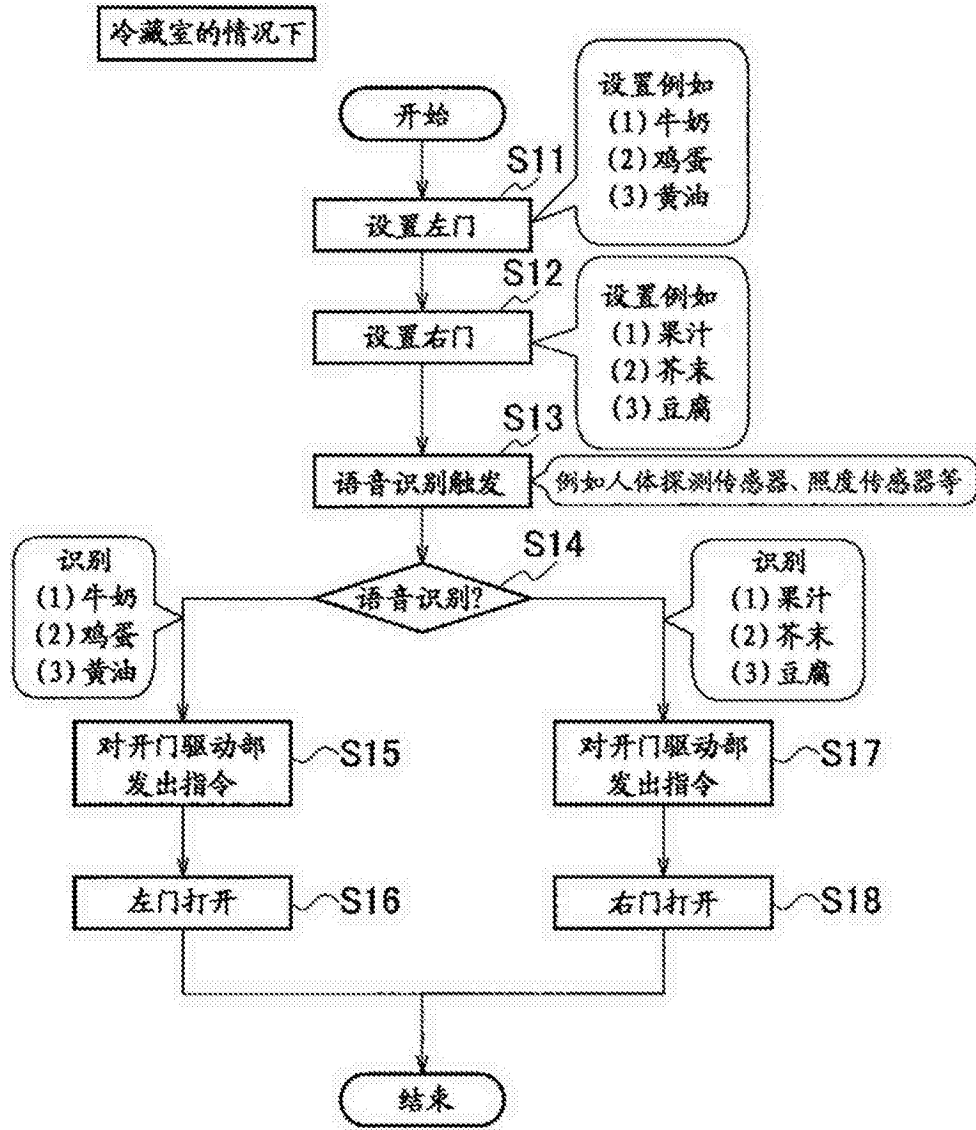 冷藏室的情况下
开始
设置例如
(1)牛奶
(2)鸡蛋
(3)黄油
S11
设置左门
S12
设置右门
设置例如
(1)果汁
(2)芥末
(3)豆腐
S13
语音识别触发
例如人体探测传感器、照度传感器等
S14
语音识别?
识别
(1)牛奶
(2)鸡蛋
(3)黄油
识别
(1)果汁
(2)芥末
(3)豆腐
对开门驱动部
发出指令
S15
对开门驱动部
发出指令
S17
左门打开
S16
右门打开
S18
结束